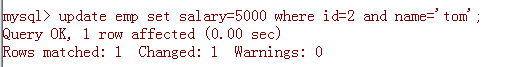 mysql> update emp set salary=5000 where id=2 and name='tom';
Query OK, 1 row affected (0.00 sec)
Rows matched: 1  Changed: 1  Warnings: 0